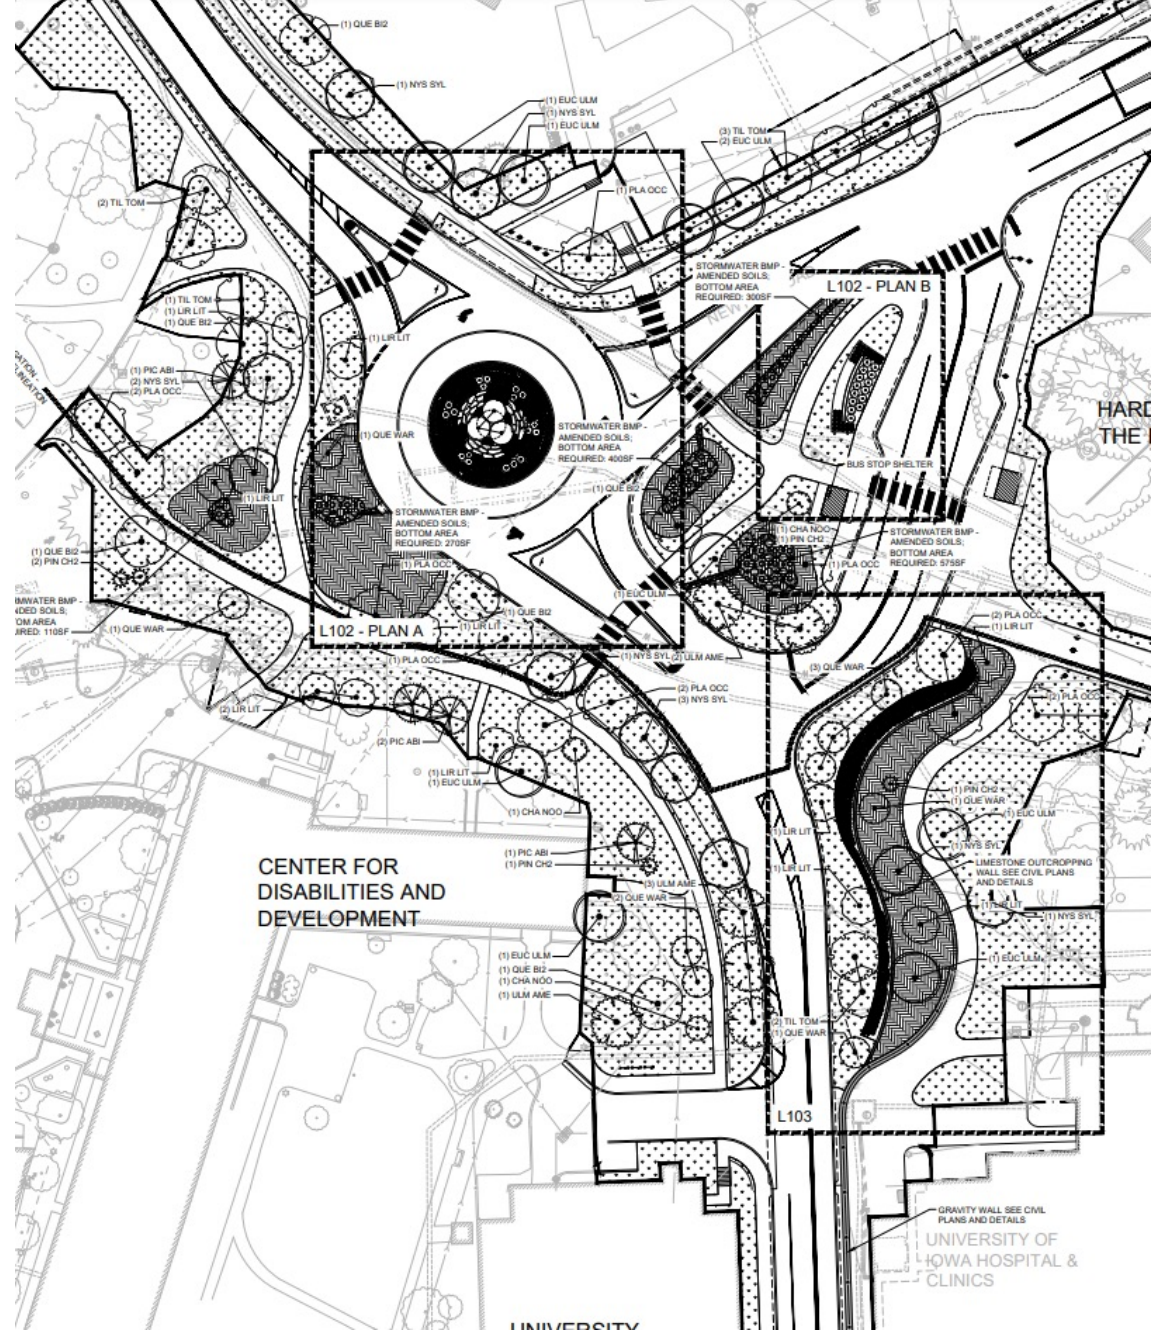 (1) QUE BI2
(1) NYS SYL
(1) EUC ULM
(1) NYS SYL
(1) EUC ULM
(3) TIL TOM
(2) EUC ULM
(1) PLA OCC
(2) TIL TOM
STORMWATER BMP -
AMENDED SOILS;
BOTTOM AREA
REQUIRED: 300SF
L102 - PLAN B
(1) TIL TOM
(1) LIR LIT
(1) QUE BI2
(1) LIR LIT
(1) PIC ABI
(2) NYS SYL
(2) PLA OCC
HARD
THE
(1) QUE WAR
STORMWATER BMP -
AMENDED SOILS;
BOTTOM AREA
REQUIRED: 400SF
BUS STOP SHELTER
(1) QUE BI2
(1) LIR LIT
STORMWATER BMP -
AMENDED SOILS;
BOTTOM AREA
REQUIRED: 270SF
(1) CHA NOO
(1) PIN CH2
STORMWATER BMP -
AMENDED SOILS;
BOTTOM AREA
REQUIRED: 575SF
(1) QUE BI2
(2) PIN CH2
(1) PLA OCC
(1) PLA OCC
(1) EUC ULM
RMWATER BMP -
NDED SOILS;
OM AREA
IRED: 110SF
(1) QUE WAR
(1) QUE BI2
(1) LIR LIT
L102 - PLAN A
(2) PLA OCC
(1) LIR LIT
(1) PLA OCC
(1) NYS SYL
(2) ULM AME
(3) QUE WAR
(2) PLA OCC
(3) NYS SYL
(2) PLA OCC
(2) LIR LIT
(2) PIC ABI
(1) LIR LIT
(1) EUC ULM
(1) PIN CH2
(1) QUE WAR
(1) EUC ULM
(1) CHA NOO
(1) LIR LIT
(1) NYS SYL
(1) PIC ABI
(1) PIN CH2
(1) LIR LIT
LIMESTONE OUTCROPPING
WALL SEE CIVIL PLANS
AND DETAILS
CENTER FOR
DISABILITIES AND
DEVELOPMENT
(3) ULM AME
(2) QUE WAR
(1) LIR LIT
(1) NYS SYL
(1) EUC ULM
(1) QUE BI2
(1) CHA NOO
(1) ULM AME
(1) EUC ULM
(2) TIL TOM
(1) QUE WAR
L103
GRAVITY WALL SEE CIVIL
PLANS AND DETAILS
UNIVERSITY OF
IOWA HOSPITAL &
CLINICS
UNIVERSITY